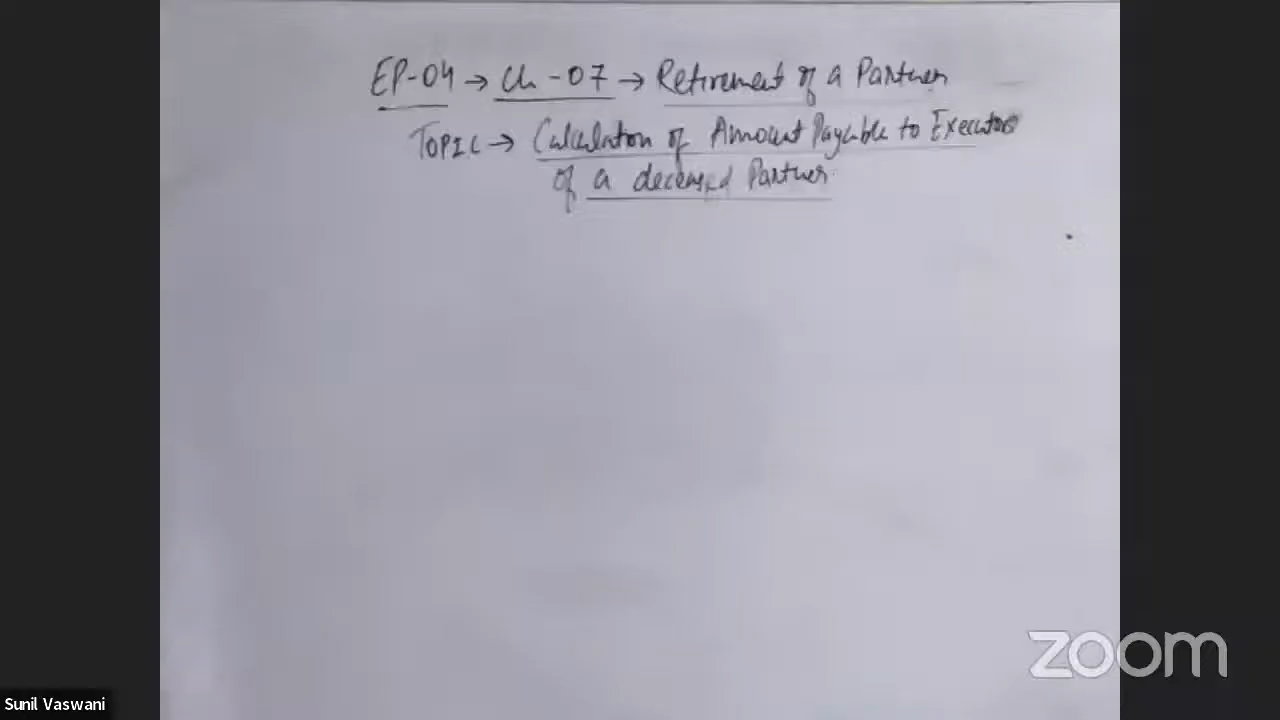 EP-04 → Ch-07 → Retirement of a Partner
TOPIC → Calculation of Amount Payable to Executors
of a deceased Partner
zoom
Sunil Vaswani